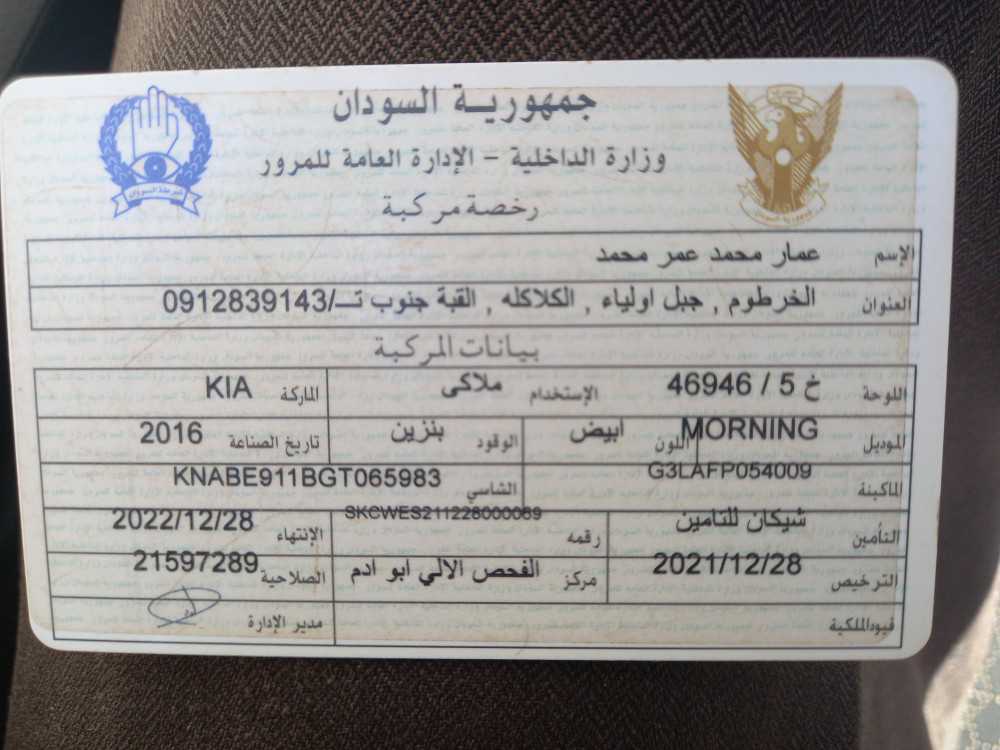 جمهورية السودان
وزارة الداخلية - الإدارة العامة للمرور
رخصة مركبة
الإسم عمار محمد عمر محمد
العنوان الخرطوم , جبل اولياء , الكلاكله , القبة جنوب تــ/0912839143
بيانات المركبة
اللوحة خ 5 / 46946 الإستخدام ملاكى الماركة KIA
الموديل MORNING اللون ابيض الوقود بنزين تاريخ الصناعة 2016
الماكينة G3LAFP054009 الشاسي KNABE911BGT065983
التأمين شيكان للتامين رقمه SKCWES211228000069 الإنتهاء 2022/12/28
الترخيص 2021/12/28 مركز الفحص الالي ابو ادم الصلاحية 21597289
قيودالملكية مدير الإدارة